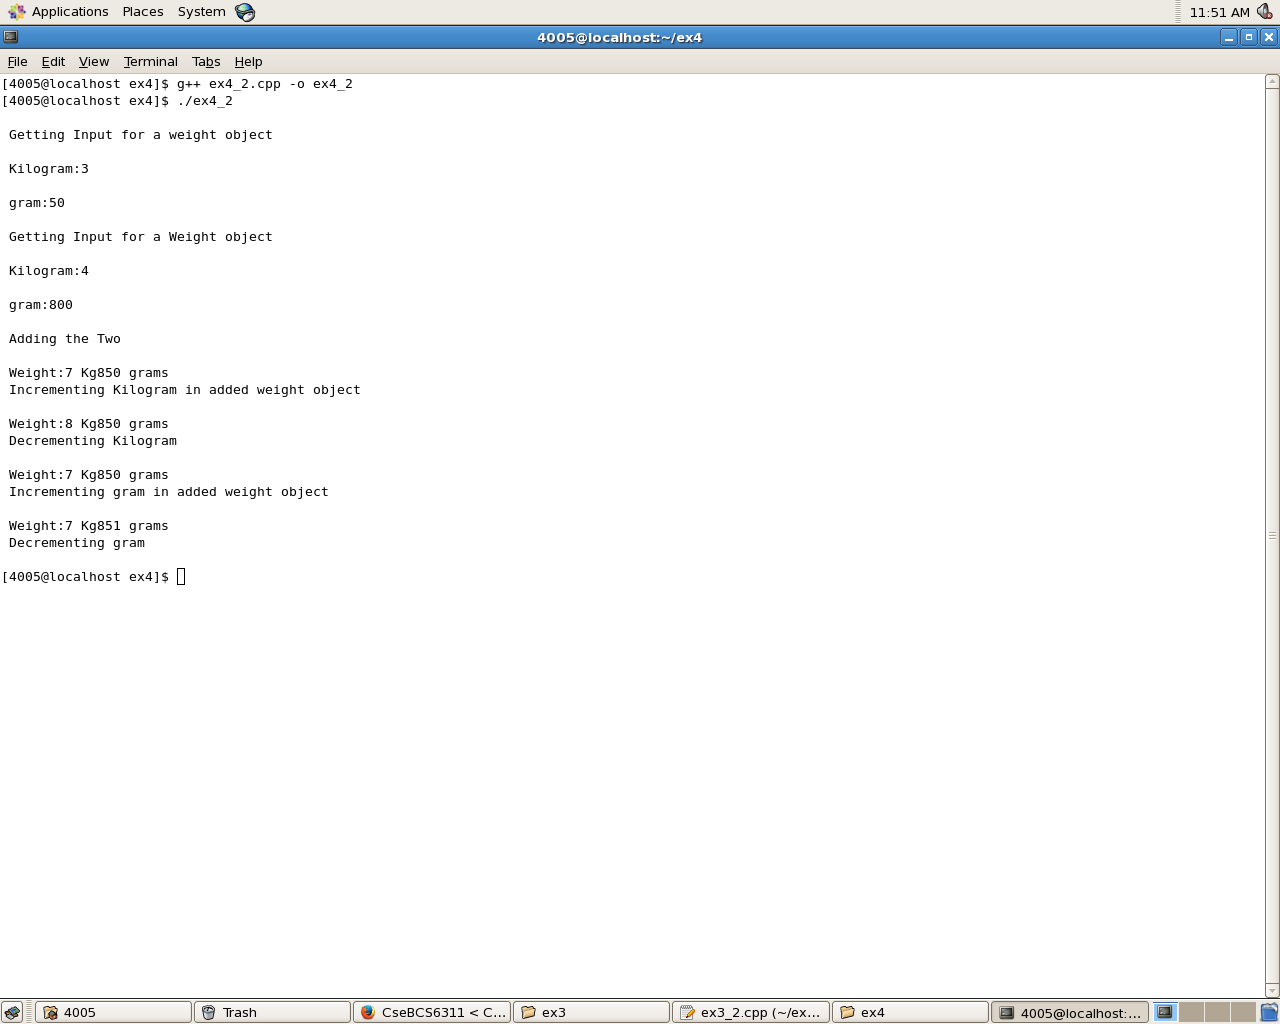 Applications Places System 11:51 AM
4005@localhost:~/ex4
File Edit View Terminal Tabs Help
[4005@localhost ex4]$ g++ ex4_2.cpp -o ex4_2
[4005@localhost ex4]$ ./ex4_2
Getting Input for a weight object
Kilogram:3
gram:50
Getting Input for a Weight object
Kilogram:4
gram:800
Adding the Two
Weight:7 Kg850 grams
Incrementing Kilogram in added weight object
Weight:8 Kg850 grams
Decrementing Kilogram
Weight:7 Kg850 grams
Incrementing gram in added weight object
Weight:7 Kg851 grams
Decrementing gram
[4005@localhost ex4]$
4005 Trash CseBCS6311 < C... ex3 ex3_2.cpp (~/ex... ex4 4005@localhost:...